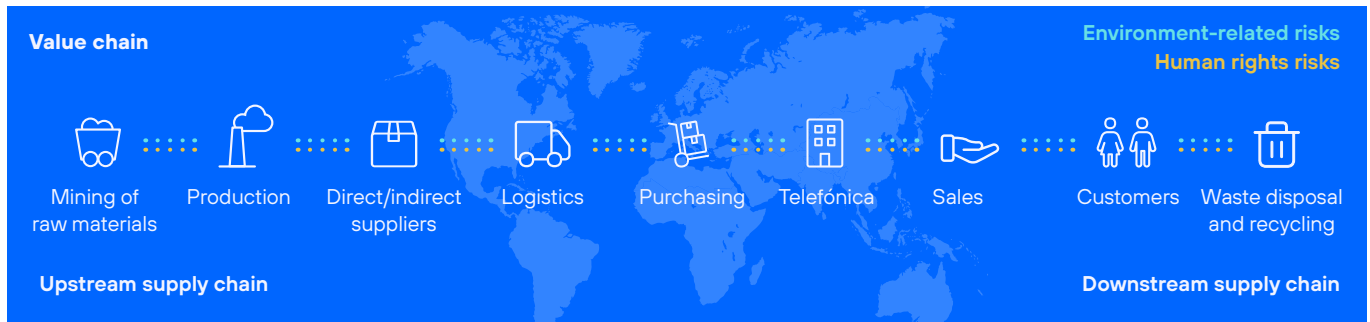 Value chain
Environment-related risks
Human rights risks
Mining of
raw materials
Production
Direct/indirect
suppliers
Logistics
Purchasing
Telefónica
Sales
Customers
Waste disposal
and recycling
Upstream supply chain
Downstream supply chain